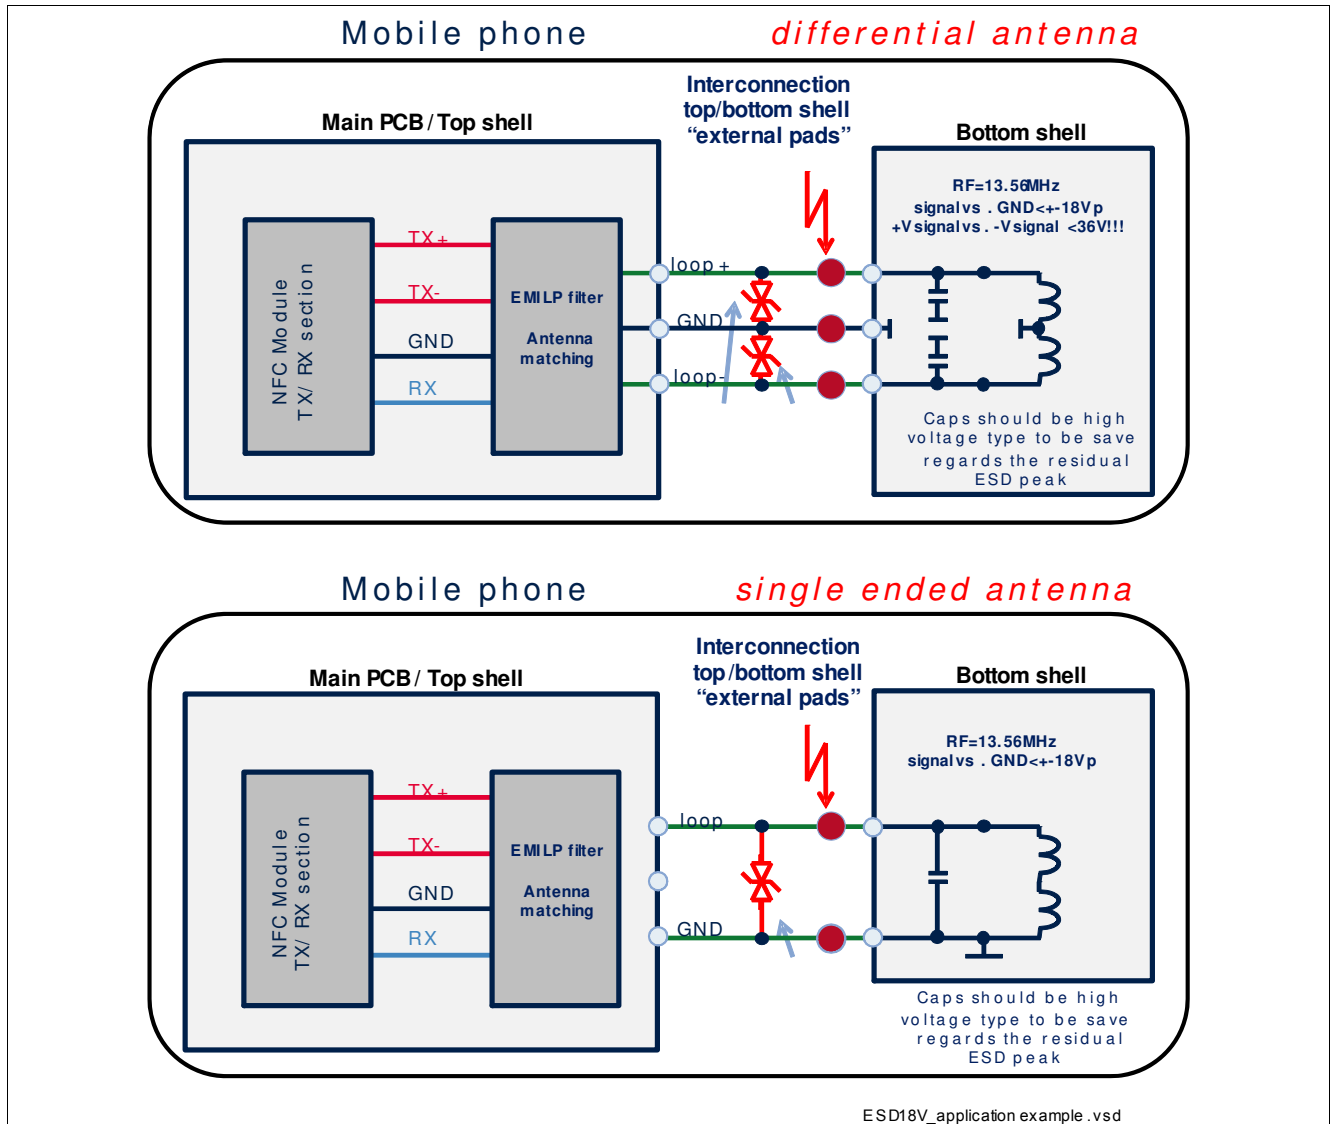 Mobile phone
differential antenna
Interconnection
top/bottom shell
“external pads”
Main PCB / Top shell
Bottom shell
RF=13.56MHz
signal vs . GND<+-18Vp
+Vsignal vs . -Vsignal <36V!!!
NFC Module
TX/ RX section
TX+
TX-
GND
RX
EMI LP filter
Antenna
matching
loop +
GND
loop-
Caps should be high
voltage type to be save
regards the residual
ESD peak
Mobile phone
single ended antenna
Interconnection
top/bottom shell
“external pads”
Main PCB / Top shell
Bottom shell
RF=13.56MHz
signal vs . GND<+-18Vp
NFC Module
TX/ RX section
TX+
TX-
GND
RX
EMI LP filter
Antenna
matching
loop
GND
Caps should be high
voltage type to be save
regards the residual
ESD peak
ESD18V_application example .vsd